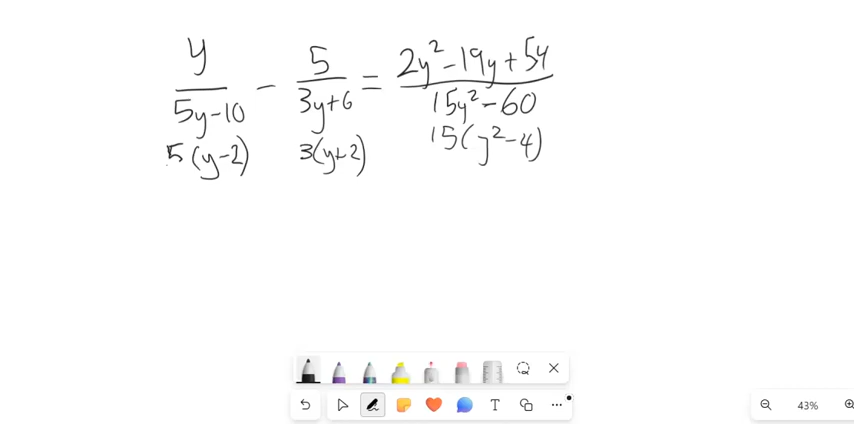 y/(5y-10) - 5/(3y+6) = (2y² - 19y + 54)/(15y² - 60)
5(y-2) 3(y+2) 15(y²-4)
T
43%